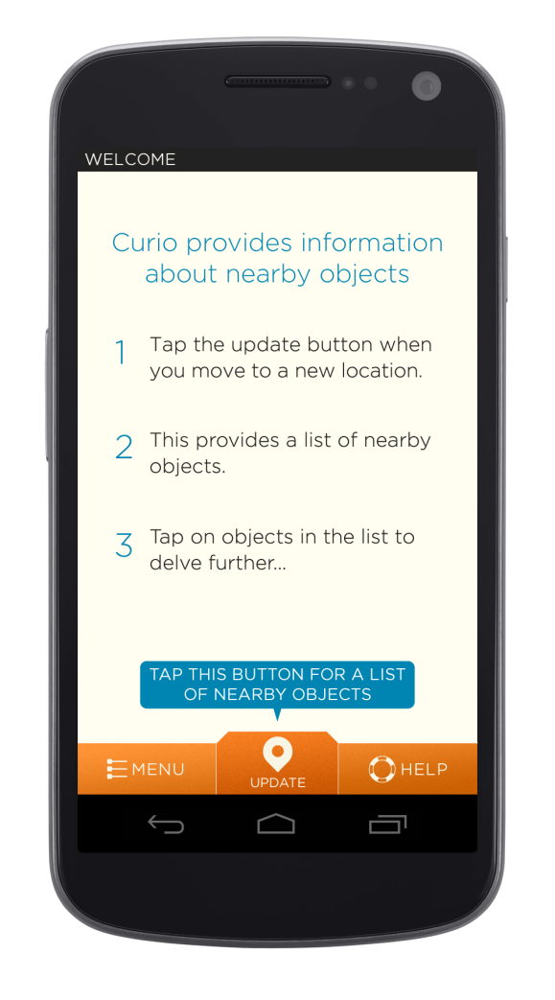 WELCOME
Curio provides information
about nearby objects
1 Tap the update button when
you move to a new location.
2 This provides a list of nearby
objects.
3 Tap on objects in the list to
delve further...
TAP THIS BUTTON FOR A LIST
OF NEARBY OBJECTS
MENU
UPDATE
HELP